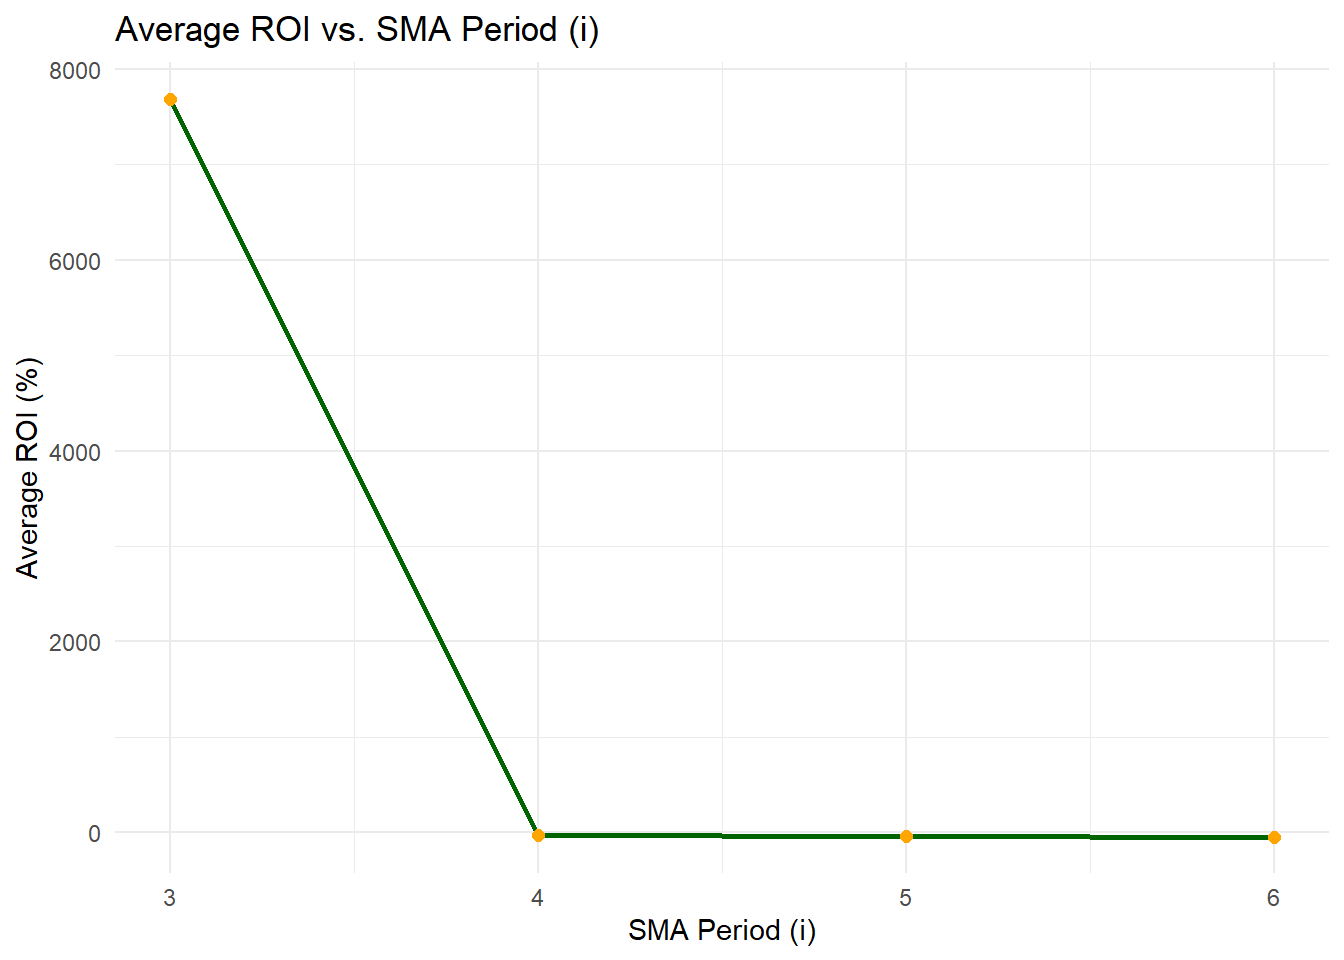 Average ROI vs. SMA Period (i)
8000
6000
4000
2000
0
Average ROI (%)
3 4 5 6
SMA Period (i)